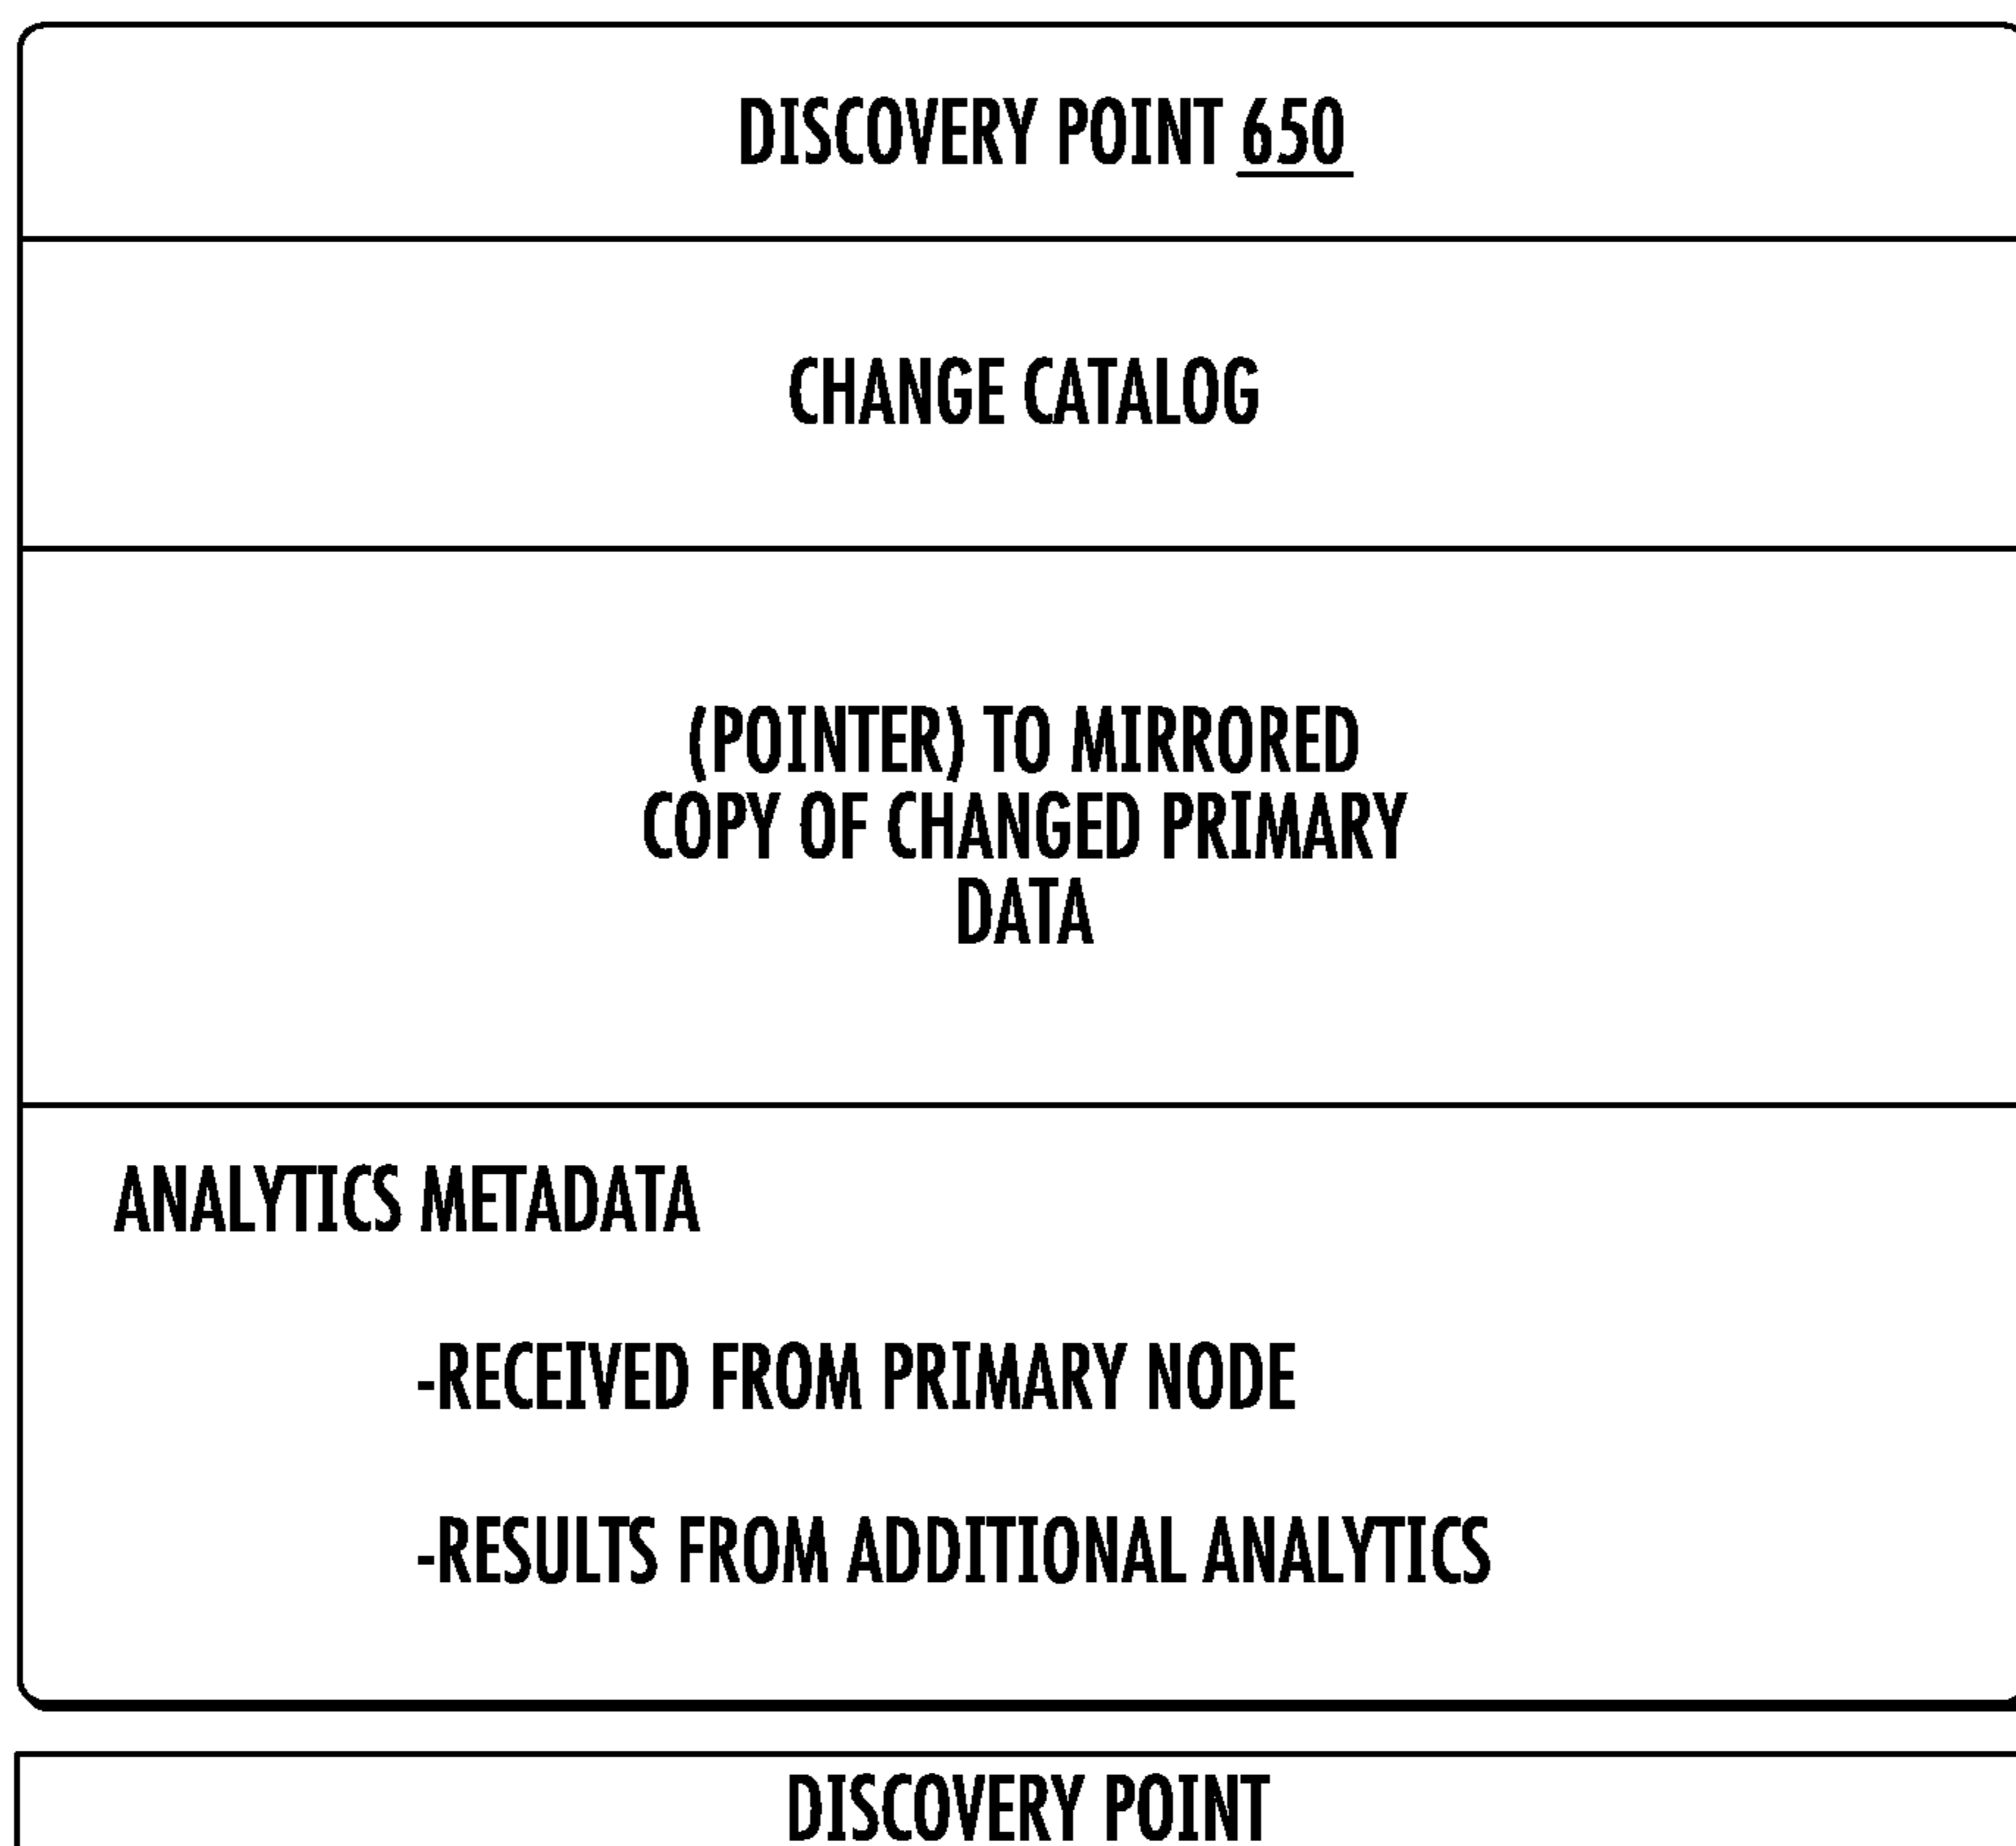 DISCOVERY POINT 650
CHANGE CATALOG
(POINTER) TO MIRRORED
COPY OF CHANGED PRIMARY
DATA
ANALYTICS METADATA
-RECEIVED FROM PRIMARY NODE
-RESULTS FROM ADDITIONAL ANALYTICS
DISCOVERY POINT